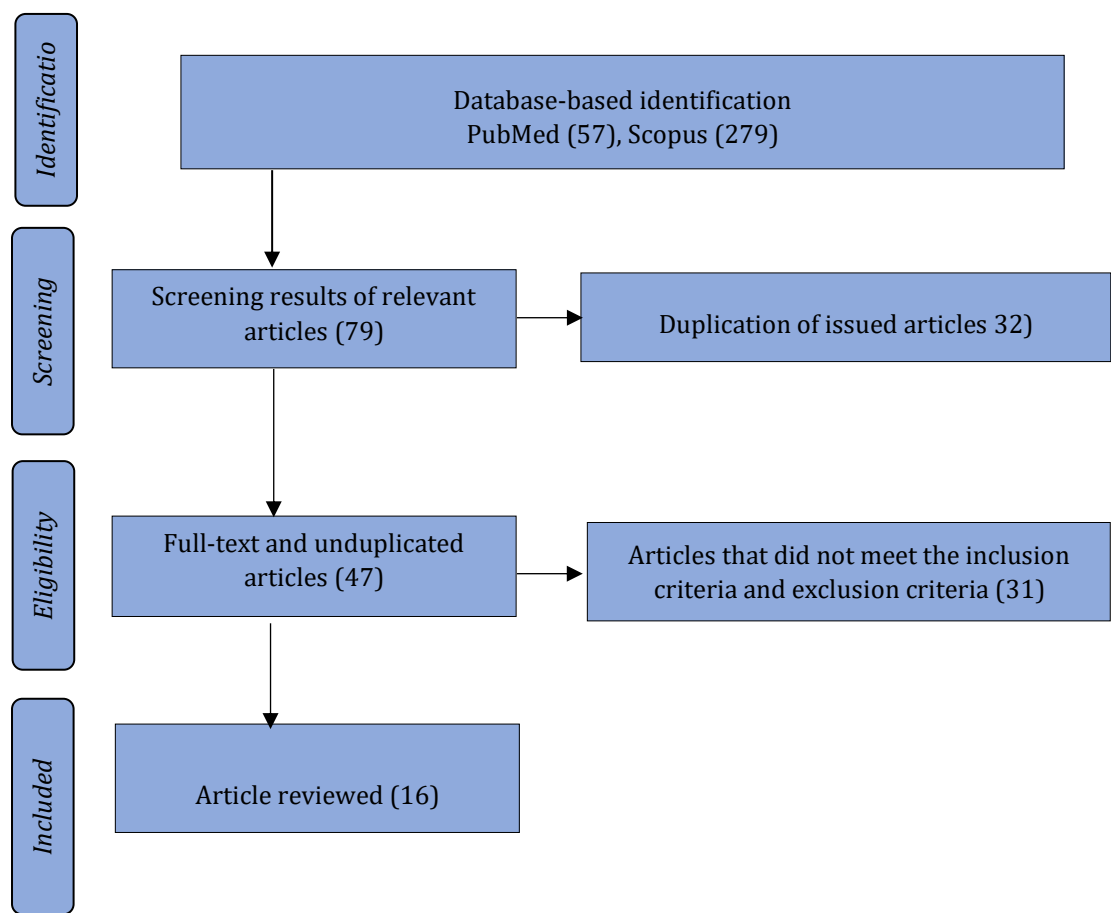 Identificatio
Database-based identification
PubMed (57), Scopus (279)
Screening
Screening results of relevant
articles (79)
Duplication of issued articles 32)
Eligibility
Full-text and unduplicated
articles (47)
Articles that did not meet the inclusion
criteria and exclusion criteria (31)
Included
Article reviewed (16)